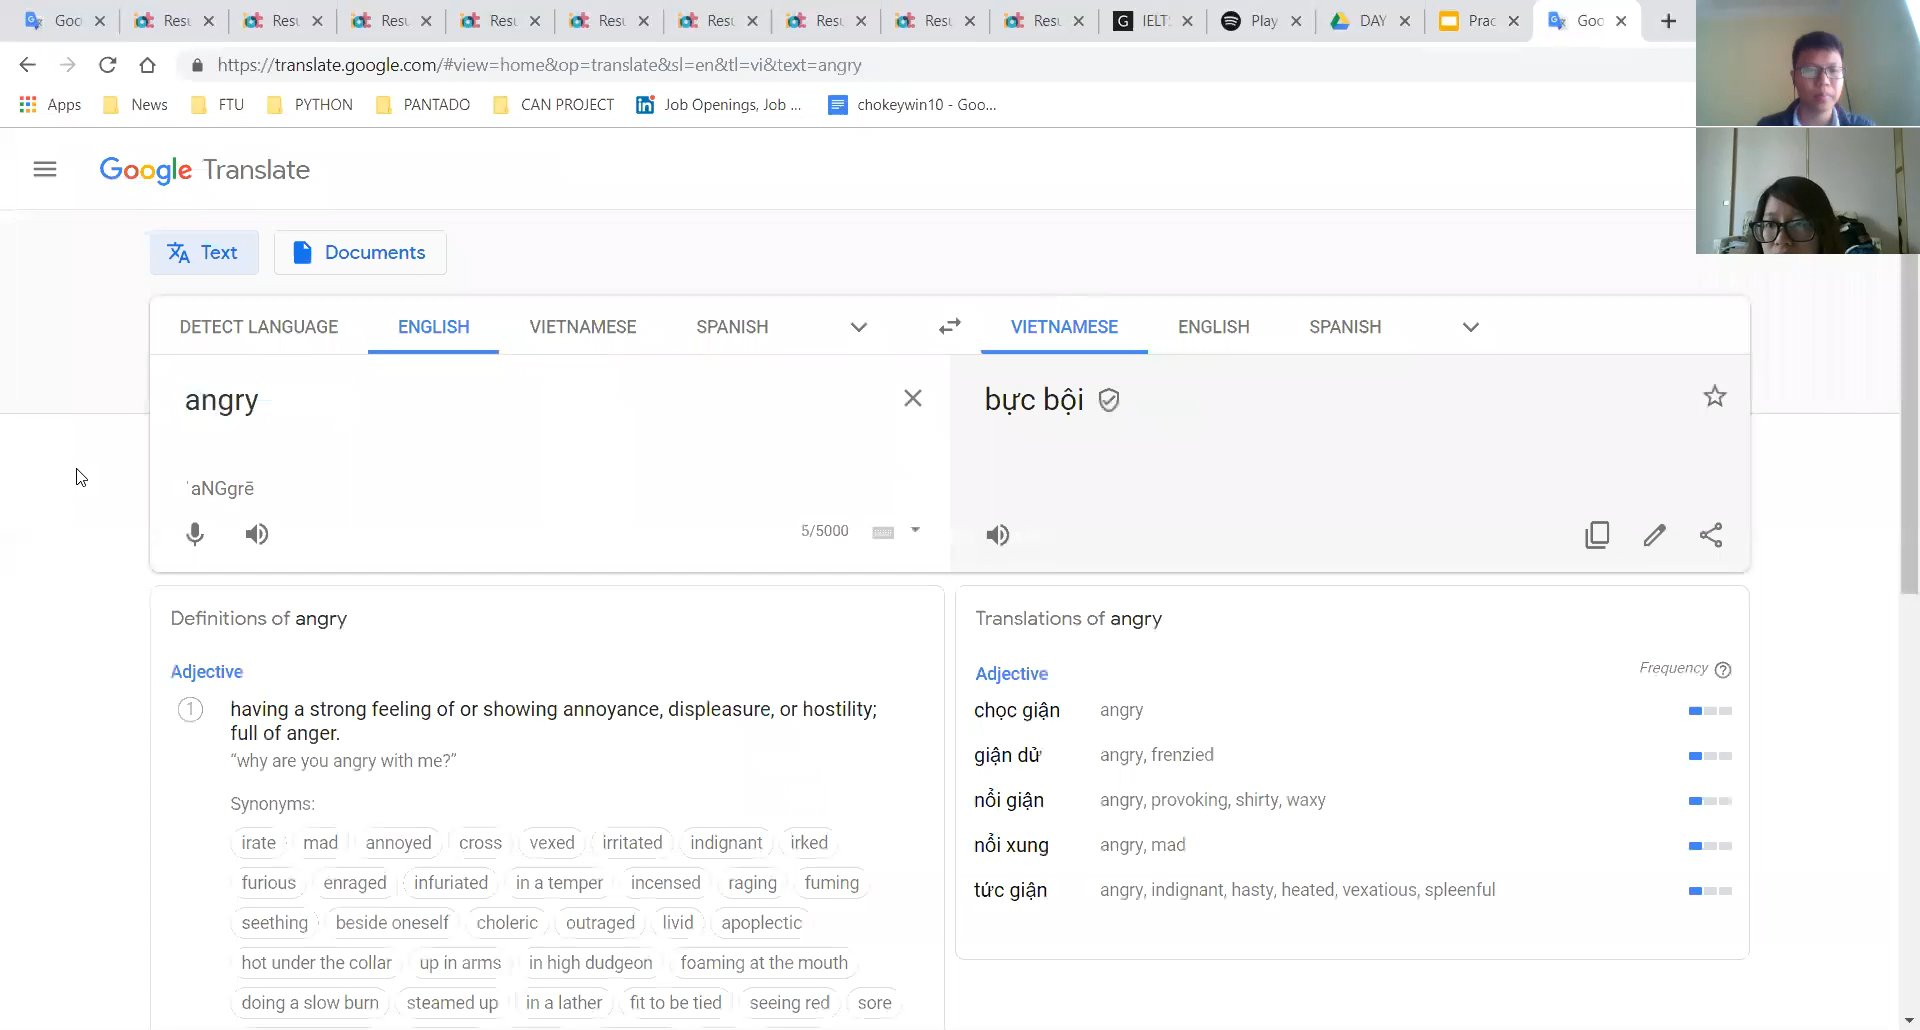 Goo Resu Resu Resu Resu Resu Resu Resu Resu Resu IELT Play DAY Prac Goo
https://translate.google.com/#view=home&op=translate&sl=en&tl=vi&text=angry
Apps News FTU PYTHON PANTADO CAN PROJECT Job Openings, Job ... chokeywin10 - Goo...
Google Translate
Text Documents
DETECT LANGUAGE ENGLISH VIETNAMESE SPANISH VIETNAMESE ENGLISH SPANISH
angry
bực bội
ˈaNGgrē
5/5000
Definitions of angry
Adjective
1 having a strong feeling of or showing annoyance, displeasure, or hostility;
full of anger.
“why are you angry with me?”
Synonyms:
irate mad annoyed cross vexed irritated indignant irked
furious enraged infuriated in a temper incensed raging fuming
seething beside oneself choleric outraged livid apoplectic
hot under the collar up in arms in high dudgeon foaming at the mouth
doing a slow burn steamed up in a lather fit to be tied seeing red sore
Translations of angry
Adjective Frequency
chọc giận angry
giận dử angry, frenzied
nổi giận angry, provoking, shirty, waxy
nổi xung angry, mad
tức giận angry, indignant, hasty, heated, vexatious, spleenful